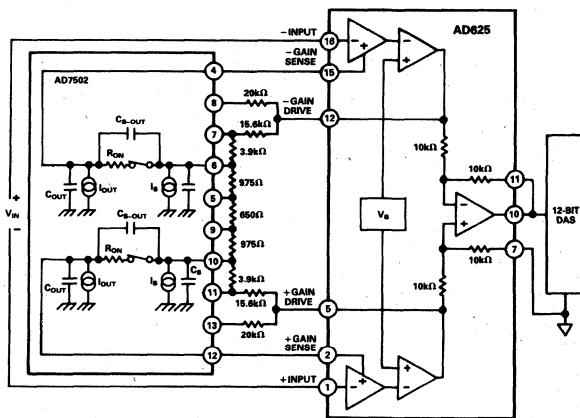 AD625
– INPUT
16
– GAIN SENSE
15
AD7502
4
8
20kΩ
– GAIN DRIVE
12
7
15.6kΩ
3.9kΩ
10kΩ
10kΩ
11
CS-OUT
RON
6
975Ω
COUT
IOUT
IS
5
650Ω
10
12-BIT DAS
+
VIN
–
CS-OUT
9
975Ω
VB
7
RON
10
10kΩ
COUT
IOUT
IS
CS
3.9kΩ
10kΩ
11
15.6kΩ
+ GAIN DRIVE
5
13
20kΩ
12
+ GAIN SENSE
2
+ INPUT
1